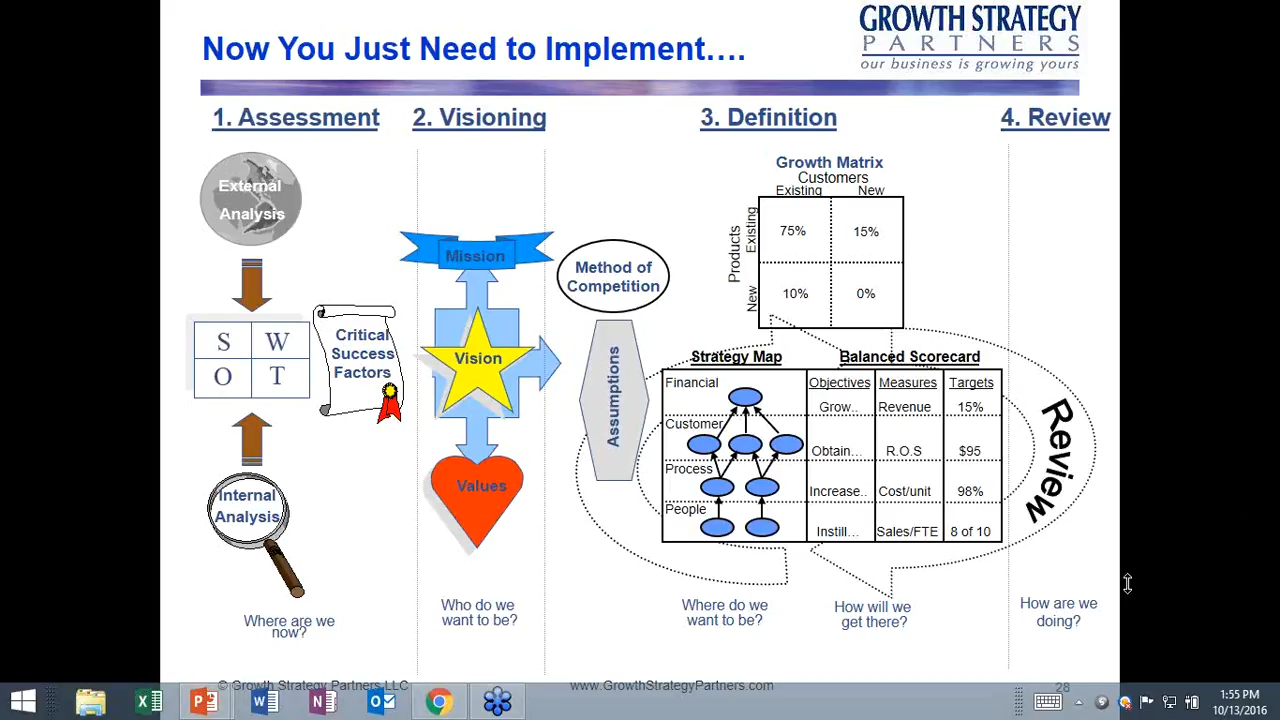 Now You Just Need to Implement….
GROWTH STRATEGY
PARTNERS
our business is growing yours
1. Assessment
2. Visioning
3. Definition
4. Review
External
Analysis
S W
O T
Critical
Success
Factors
Internal
Analysis
Where are we
now?
Mission
Vision
Values
Who do we
want to be?
Method of
Competition
Assumptions
Growth Matrix
Customers
Existing New
Products
Existing
New
75% 15%
10% 0%
Strategy Map
Balanced Scorecard
Financial
Customer
Process
People
Objectives Measures Targets
Grow.. Revenue 15%
Obtain… R.O.S $95
Increase.. Cost/unit 98%
Instill… Sales/FTE 8 of 10
Where do we
want to be?
How will we
get there?
Review
How are we
doing?
© Growth Strategy Partners LLC
www.GrowthStrategyPartners.com
28
1:55 PM
10/13/2016